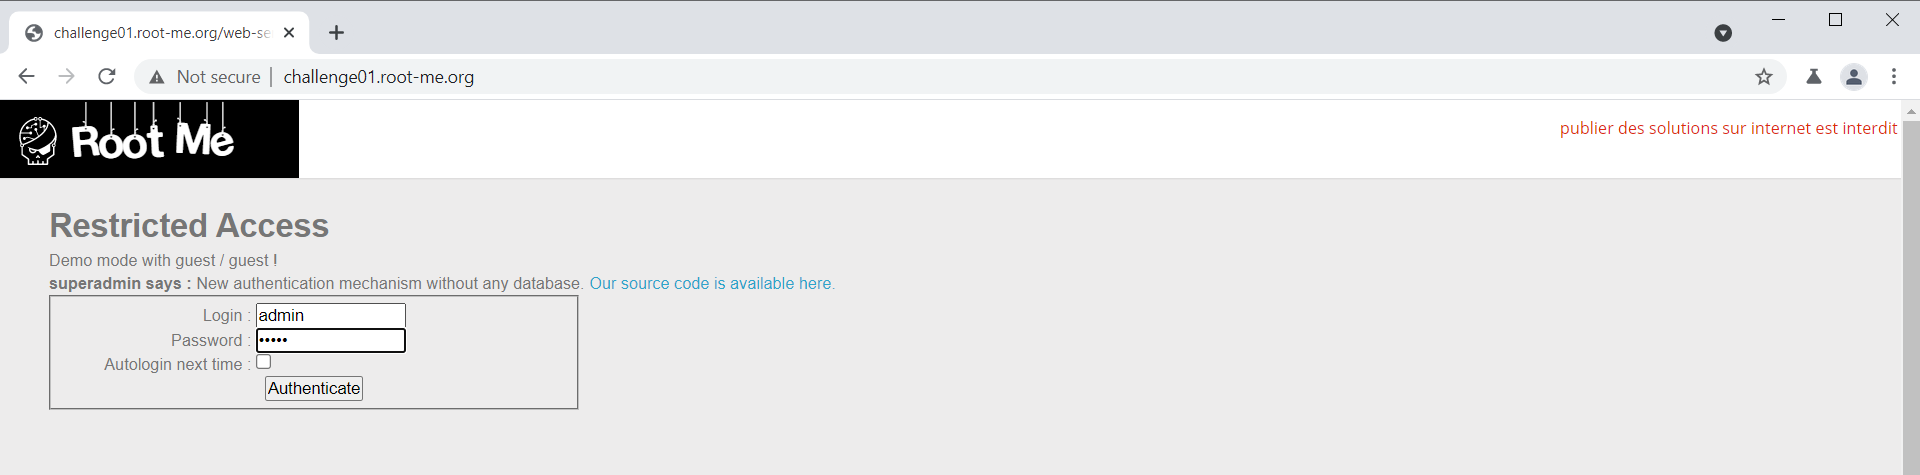 challenge01.root-me.org/web-se
Not secure | challenge01.root-me.org
Root Me
publier des solutions sur internet est interdit
Restricted Access
Demo mode with guest / guest !
superadmin says : New authentication mechanism without any database. Our source code is available here.
Login : admin
Password : •••••
Autologin next time :
Authenticate